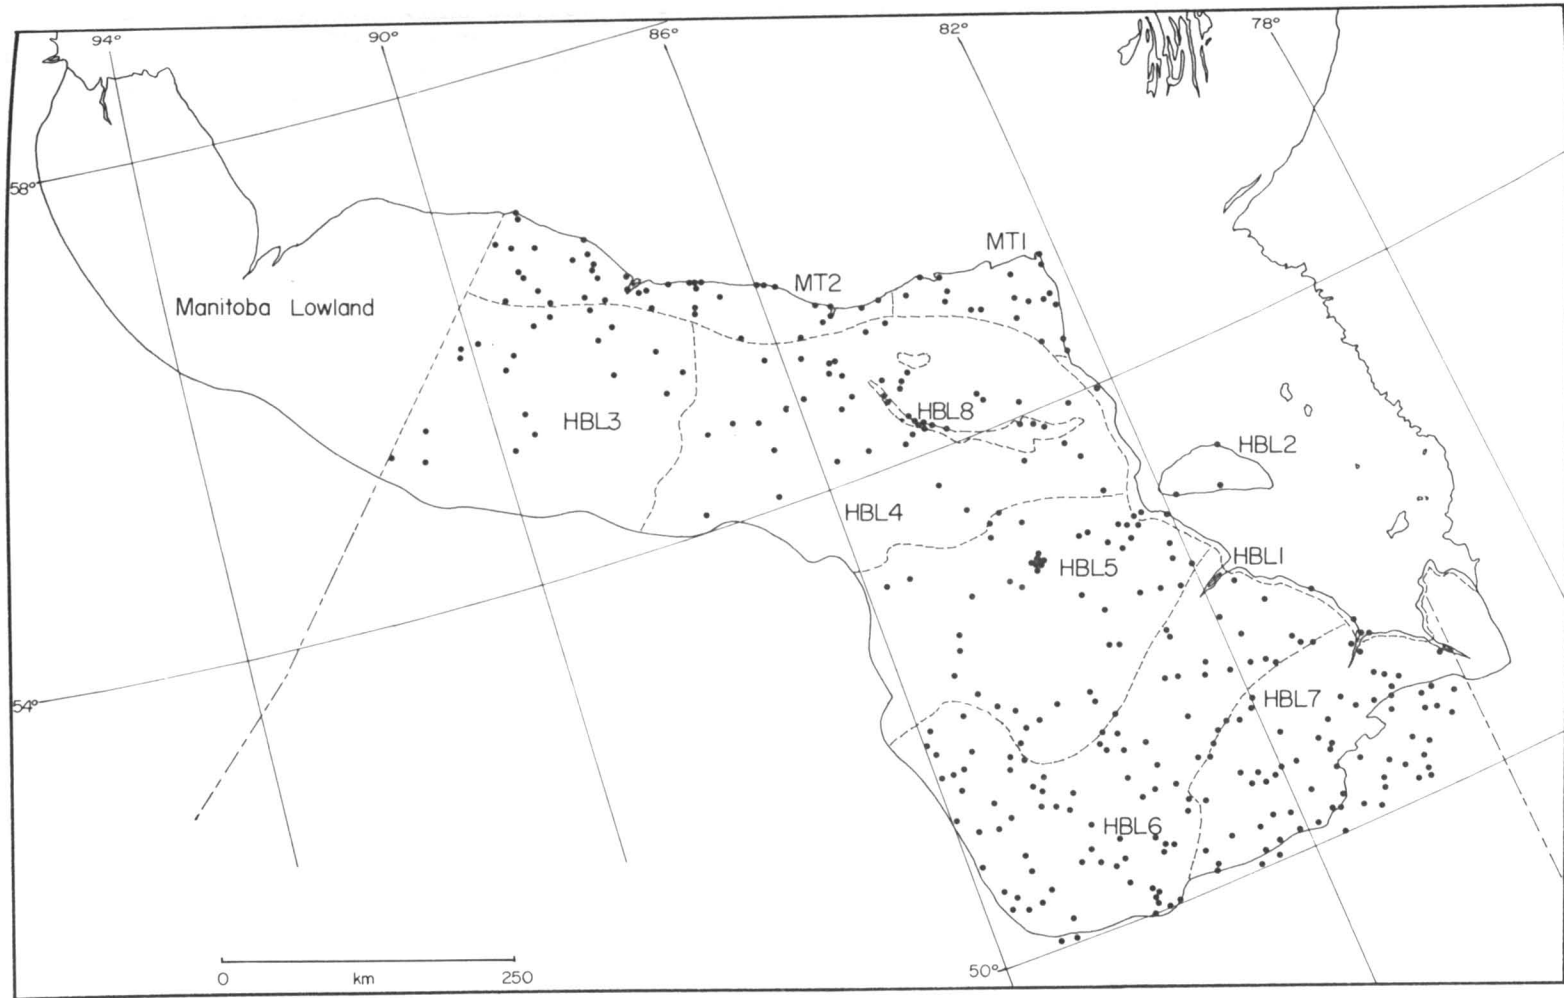 94°
90°
86°
82°
78°
58°
MT1
MT2
Manitoba Lowland
HBL3
HBL8
HBL2
HBL4
HBL5
HBL1
54°
HBL7
HBL6
50°
0
km
250